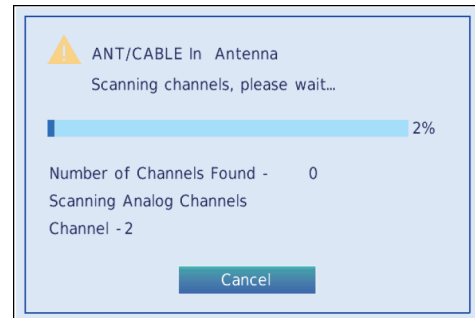 ANT/CABLE In Antenna
Scanning channels, please wait…
2%
Number of Channels Found - 0
Scanning Analog Channels
Channel - 2
Cancel